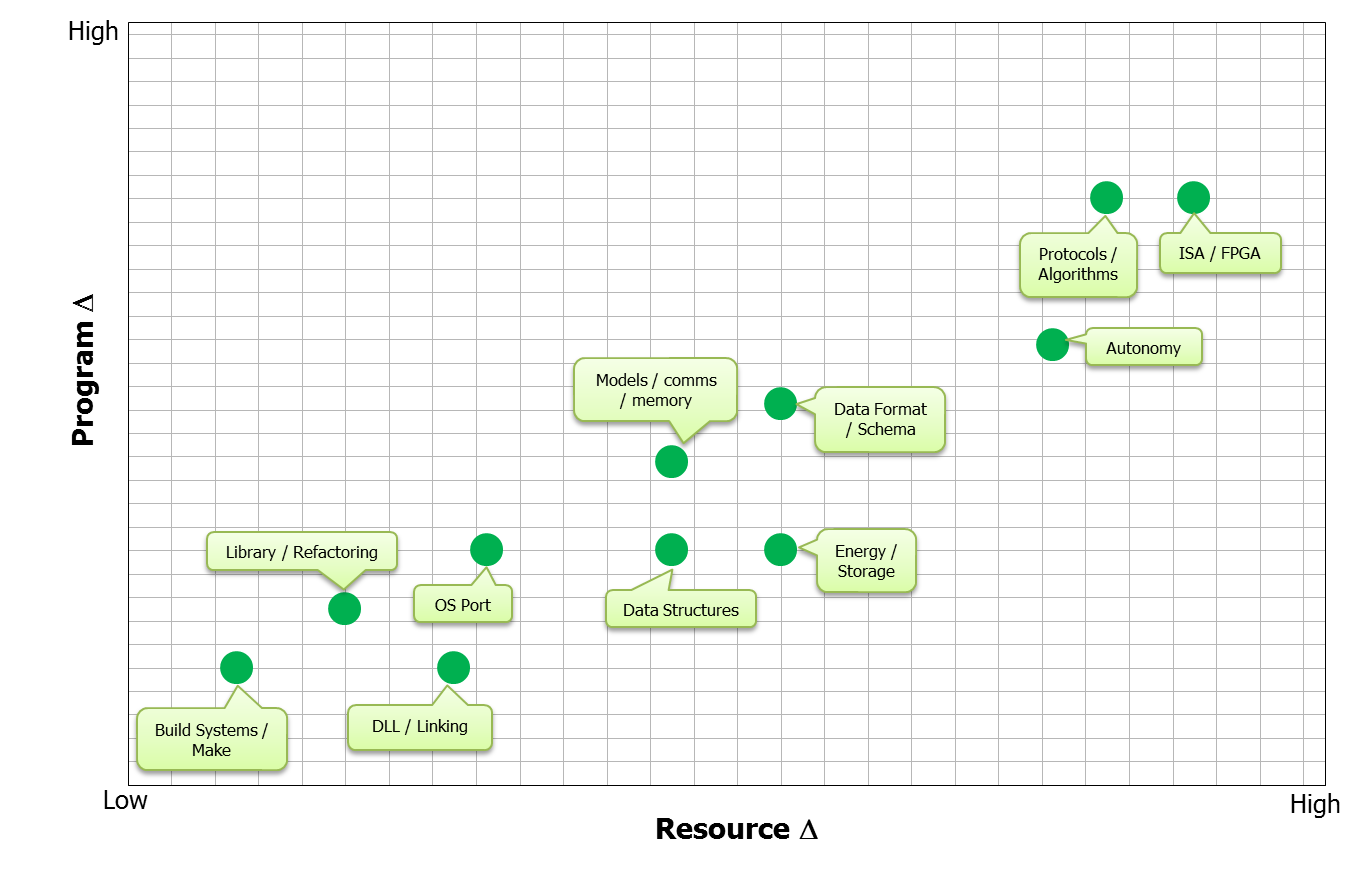 High
Protocols /
Algorithms
ISA / FPGA
Autonomy
Models / comms
/ memory
Data Format
/ Schema
Program Δ
Library / Refactoring
OS Port
Data Structures
Energy /
Storage
Build Systems /
Make
DLL / Linking
Low
High
Resource Δ